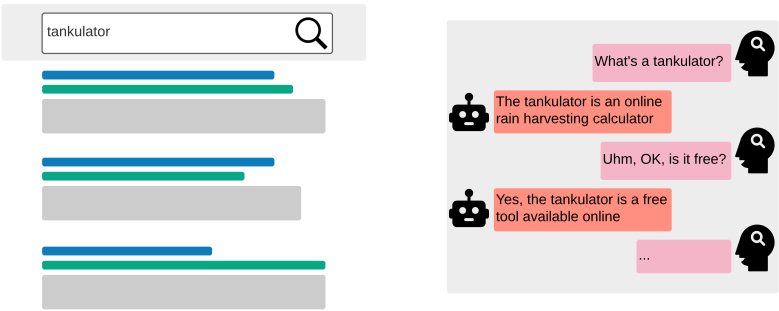 tankulator
What's a tankulator?
The tankulator is an online
rain harvesting calculator
Uhm, OK, is it free?
Yes, the tankulator is a free
tool available online
...